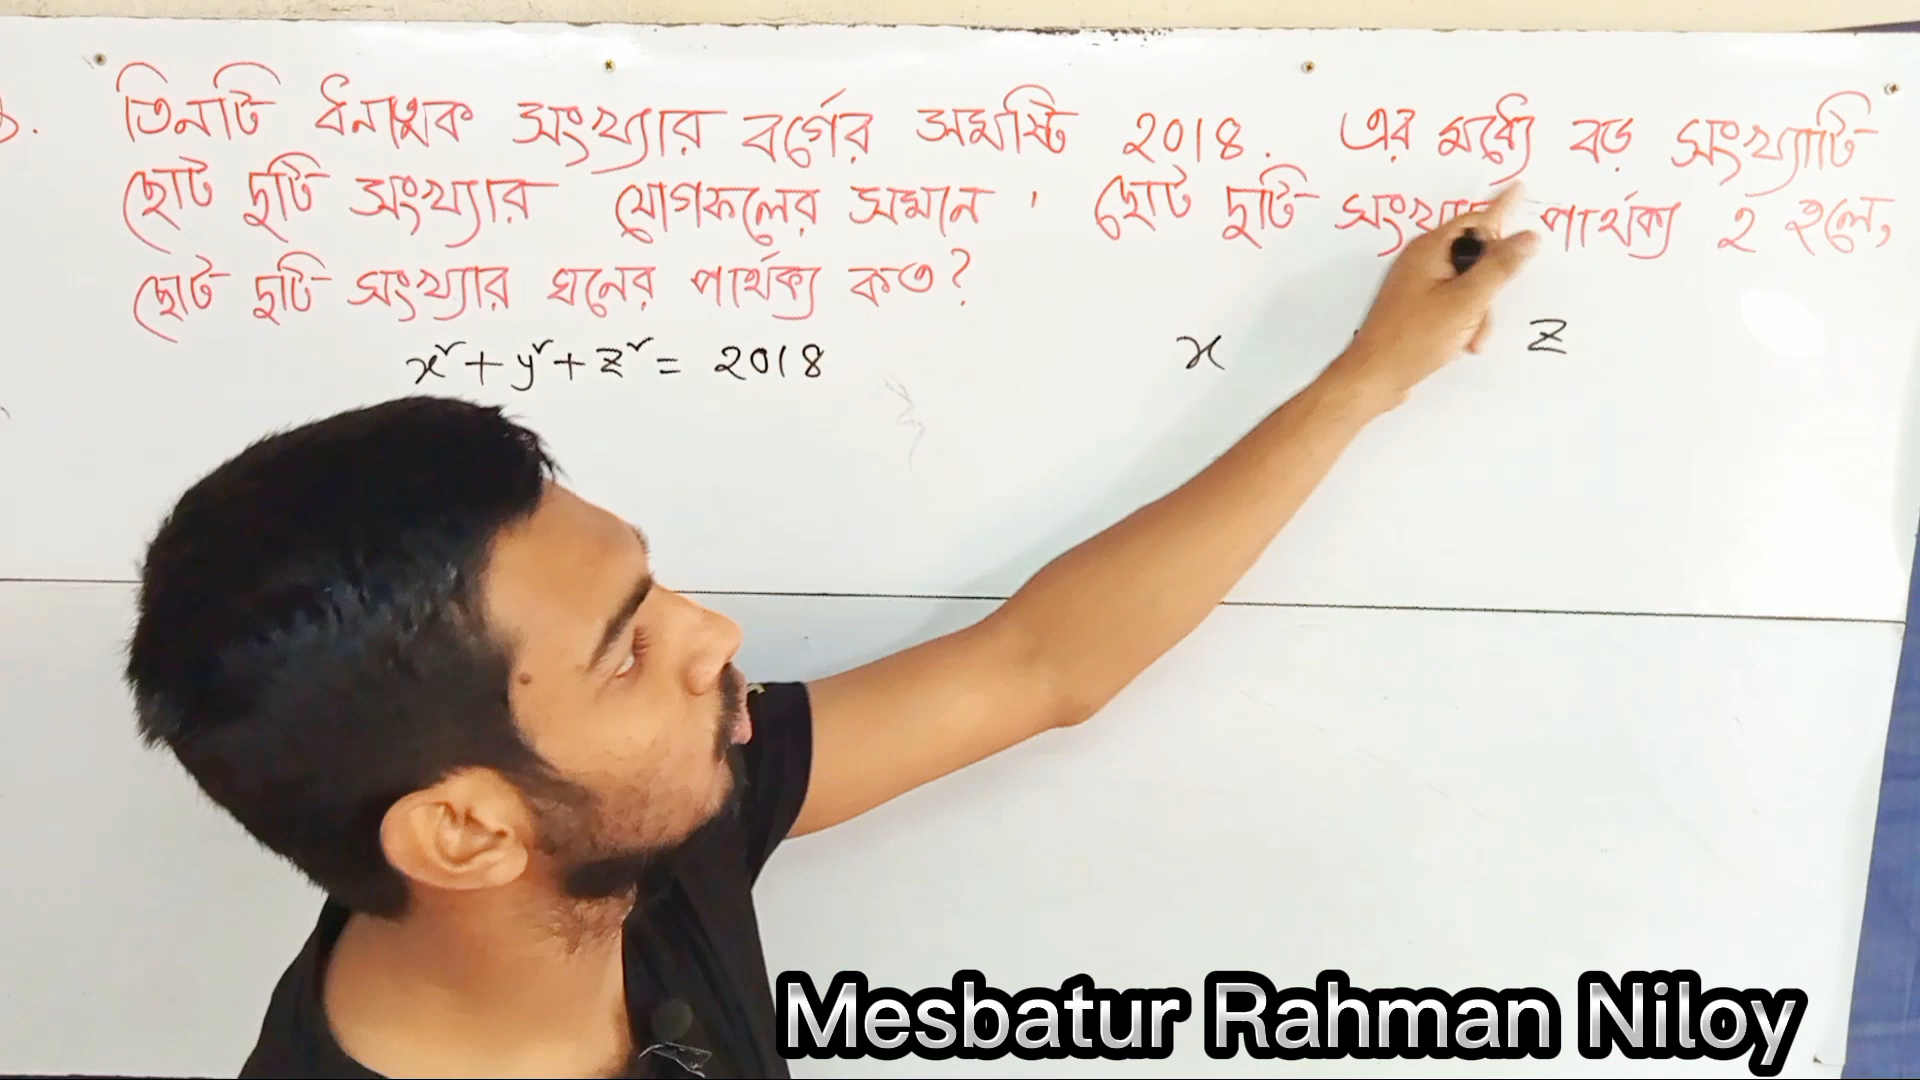 তিনটি ধনাত্মক সংখ্যার বর্গের সমষ্টি 2018. এর মধ্যে বড় সংখ্যাটি
ছোট দুটি সংখ্যার যোগফলের সমান। ছোট দুটি সংখ্যার পার্থক্য 2 হলে,
ছোট দুটি সংখ্যার ঘনের পার্থক্য কত?
x² + y² + z² = 2018
x z
Mesbatur Rahman Niloy